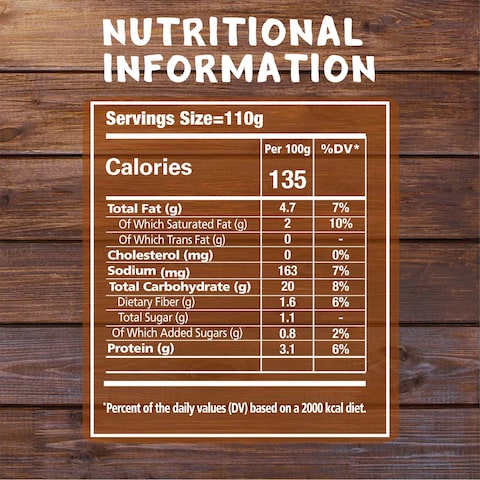 NUTRITIONAL
INFORMATION
Servings Size=110g
Per 100g %DV*
Calories 135
Total Fat (g) 4.7 7%
Of Which Saturated Fat (g) 2 10%
Of Which Trans Fat (g) 0 -
Cholesterol (mg) 0 0%
Sodium (mg) 163 7%
Total Carbohydrate (g) 20 8%
Dietary Fiber (g) 1.6 6%
Total Sugar (g) 1.1 -
Of Which Added Sugars (g) 0.8 2%
Protein (g) 3.1 6%
*Percent of the daily values (DV) based on a 2000 kcal diet.